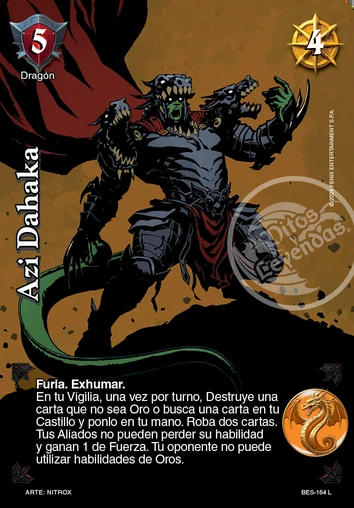 5
4
Dragón
Azi Dahaka
Mitos y
Leyendas.
Furia. Exhumar.
En tu Vigilia, una vez por turno, Destruye una
carta que no sea Oro o busca una carta en tu
Castillo y ponlo en tu mano. Roba dos cartas.
Tus Aliados no pueden perder su habilidad
y ganan 1 de Fuerza. Tu oponente no puede
utilizar habilidades de Oros.
ARTE: NITROX
BES-164 L